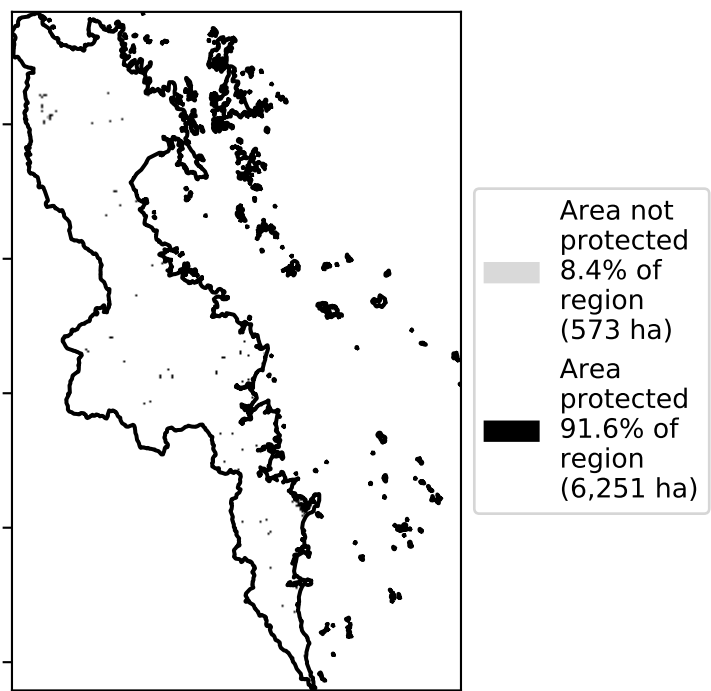 Area not
protected
8.4% of
region
(573 ha)
Area
protected
91.6% of
region
(6,251 ha)